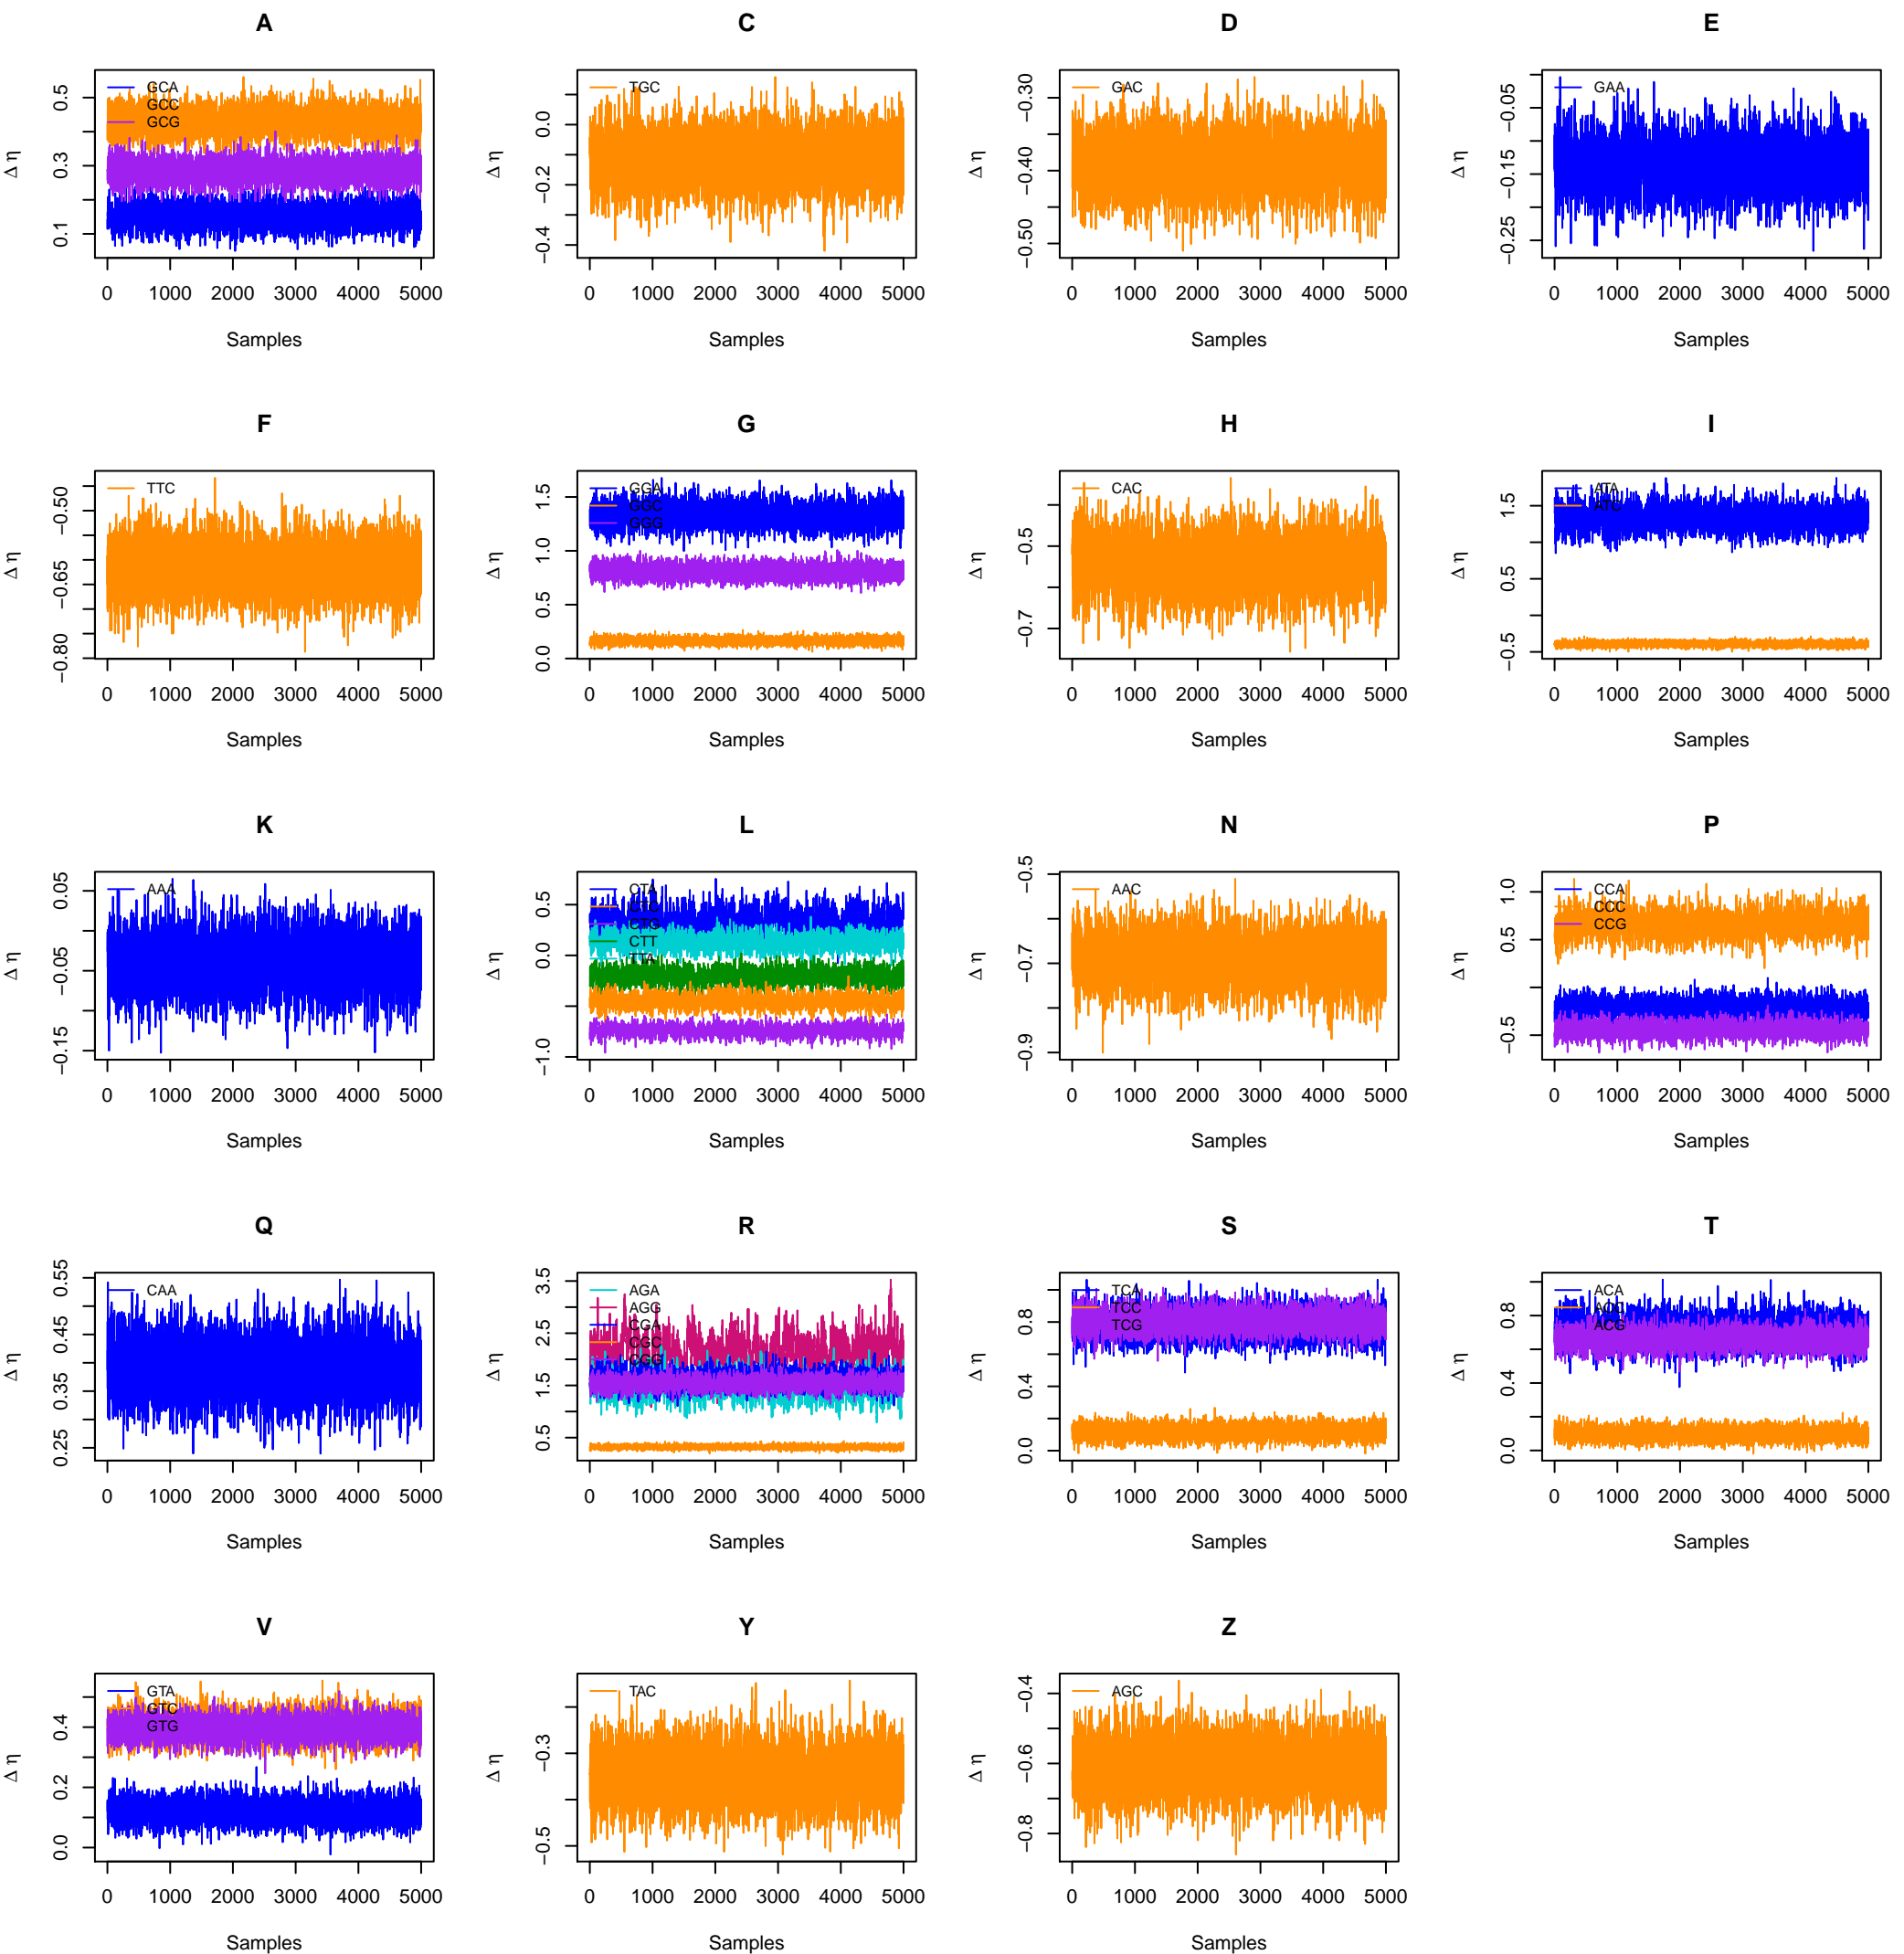 A
C
D
E
Δ η
0.1 0.3 0.5
GCA
GCC
GCG
0 1000 2000 3000 4000 5000
Samples
Δ η
−0.4 −0.2 0.0
TGC
0 1000 2000 3000 4000 5000
Samples
Δ η
−0.50 −0.40 −0.30
GAC
0 1000 2000 3000 4000 5000
Samples
Δ η
−0.25 −0.15 −0.05
GAA
0 1000 2000 3000 4000 5000
Samples
F
G
H
I
Δ η
−0.80 −0.65 −0.50
TTC
0 1000 2000 3000 4000 5000
Samples
Δ η
0.0 0.5 1.0 1.5
GGA
GGC
GGG
0 1000 2000 3000 4000 5000
Samples
Δ η
−0.7 −0.5
CAC
0 1000 2000 3000 4000 5000
Samples
Δ η
−0.5 0.5 1.5
ATA
ATC
0 1000 2000 3000 4000 5000
Samples
K
L
N
P
Δ η
−0.15 −0.05 0.05
AAA
0 1000 2000 3000 4000 5000
Samples
Δ η
−1.0 0.0 0.5
CTA
CTC
CTG
CTT
TTA
0 1000 2000 3000 4000 5000
Samples
Δ η
−0.9 −0.7 −0.5
AAC
0 1000 2000 3000 4000 5000
Samples
Δ η
−0.5 0.5 1.0
CCA
CCC
CCG
0 1000 2000 3000 4000 5000
Samples
Q
R
S
T
Δ η
0.25 0.35 0.45 0.55
CAA
0 1000 2000 3000 4000 5000
Samples
Δ η
0.5 1.5 2.5 3.5
AGA
AGG
CGA
CGC
CGG
0 1000 2000 3000 4000 5000
Samples
Δ η
0.0 0.4 0.8
TCA
TCC
TCG
0 1000 2000 3000 4000 5000
Samples
Δ η
0.0 0.4 0.8
ACA
ACC
ACG
0 1000 2000 3000 4000 5000
Samples
V
Y
Z
Δ η
0.0 0.2 0.4
GTA
GTC
GTG
0 1000 2000 3000 4000 5000
Samples
Δ η
−0.5 −0.3
TAC
0 1000 2000 3000 4000 5000
Samples
Δ η
−0.8 −0.6 −0.4
AGC
0 1000 2000 3000 4000 5000
Samples